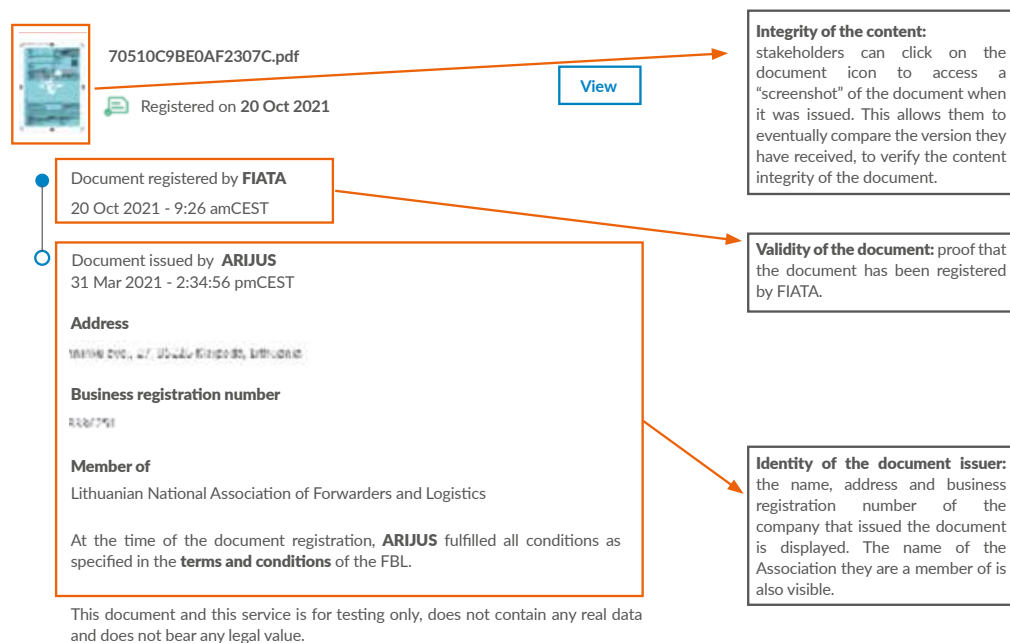 70510C9BE0AF2307C.pdf
View
Registered on 20 Oct 2021
Document registered by FIATA
20 Oct 2021 - 9:26 amCEST
Document issued by ARIJUS
31 Mar 2021 - 2:34:56 pmCEST
Address
Business registration number
Member of
Lithuanian National Association of Forwarders and Logistics
At the time of the document registration, ARIJUS fulfilled all conditions as
specified in the terms and conditions of the FBL.
This document and this service is for testing only, does not contain any real data
and does not bear any legal value.
Integrity of the content:
stakeholders can click on the
document icon to access a
“screenshot” of the document when
it was issued. This allows them to
eventually compare the version they
have received, to verify the content
integrity of the document.
Validity of the document: proof that
the document has been registered
by FIATA.
Identity of the document issuer:
the name, address and business
registration number of the
company that issued the document
is displayed. The name of the
Association they are a member of is
also visible.